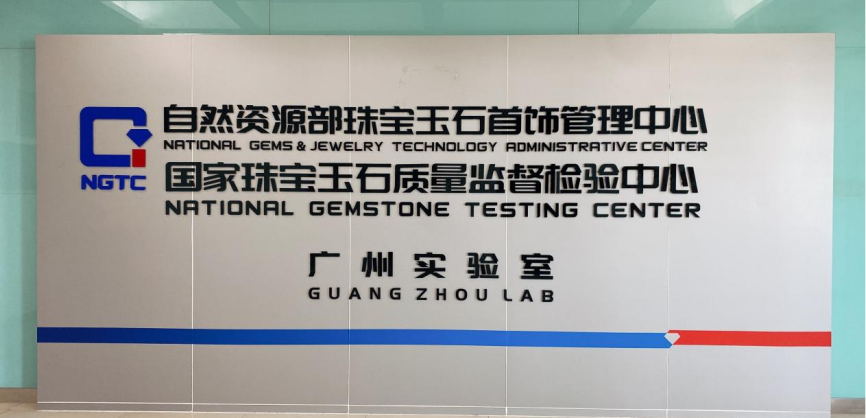 自然资源部珠宝玉石首饰管理中心
NATIONAL GEMS & JEWELRY TECHNOLOGY ADMINISTRATIVE CENTER
NGTC
国家珠宝玉石质量监督检验中心
NATIONAL GEMSTONE TESTING CENTER
广州实验室
GUANG ZHOU LAB